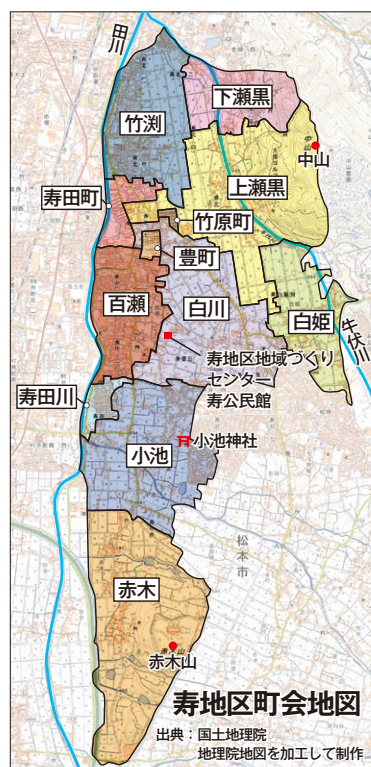 田川
下瀬黒
竹渕
中山
上瀬黒
寿田町
竹原町
豊町
百瀬
白川
白姫
牛伏川
寿地区地域づくり
センター
寿公民館
寿田川
小池
小池神社
松本市
赤木
赤木山
寿地区町会地図
出典：国土地理院
地理院地図を加工して制作